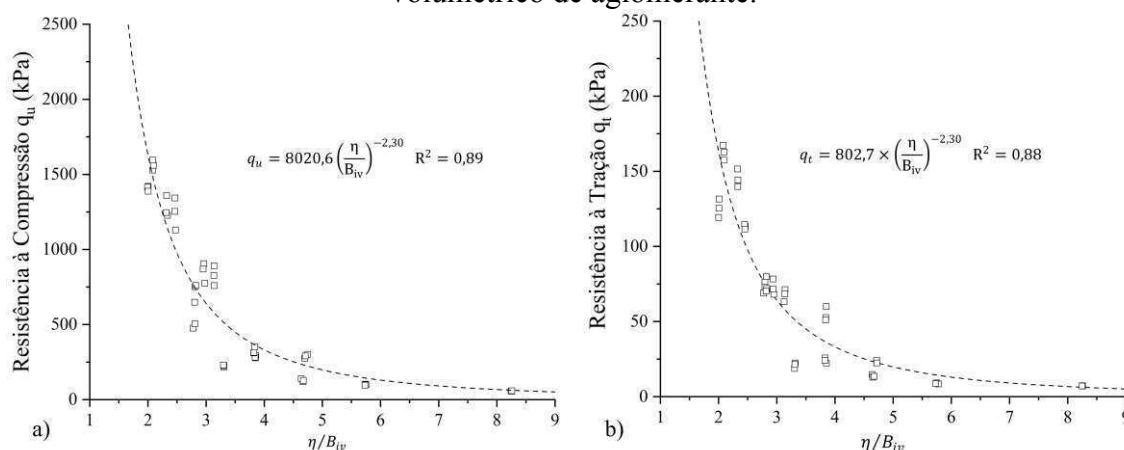 volumétrico de aglomerante.
2500
2000
1500
1000
500
0
Resistência à Compressão q_u (kPa)
q_u = 8020,6 (η/B_iv)^−2,30 R² = 0,89
1 2 3 4 5 6 7 8 9
a) η/B_iv
250
200
150
100
50
0
Resistência à Tração q_t (kPa)
q_t = 802,7 × (η/B_iv)^−2,30 R² = 0,88
1 2 3 4 5 6 7 8 9
b) η/B_iv